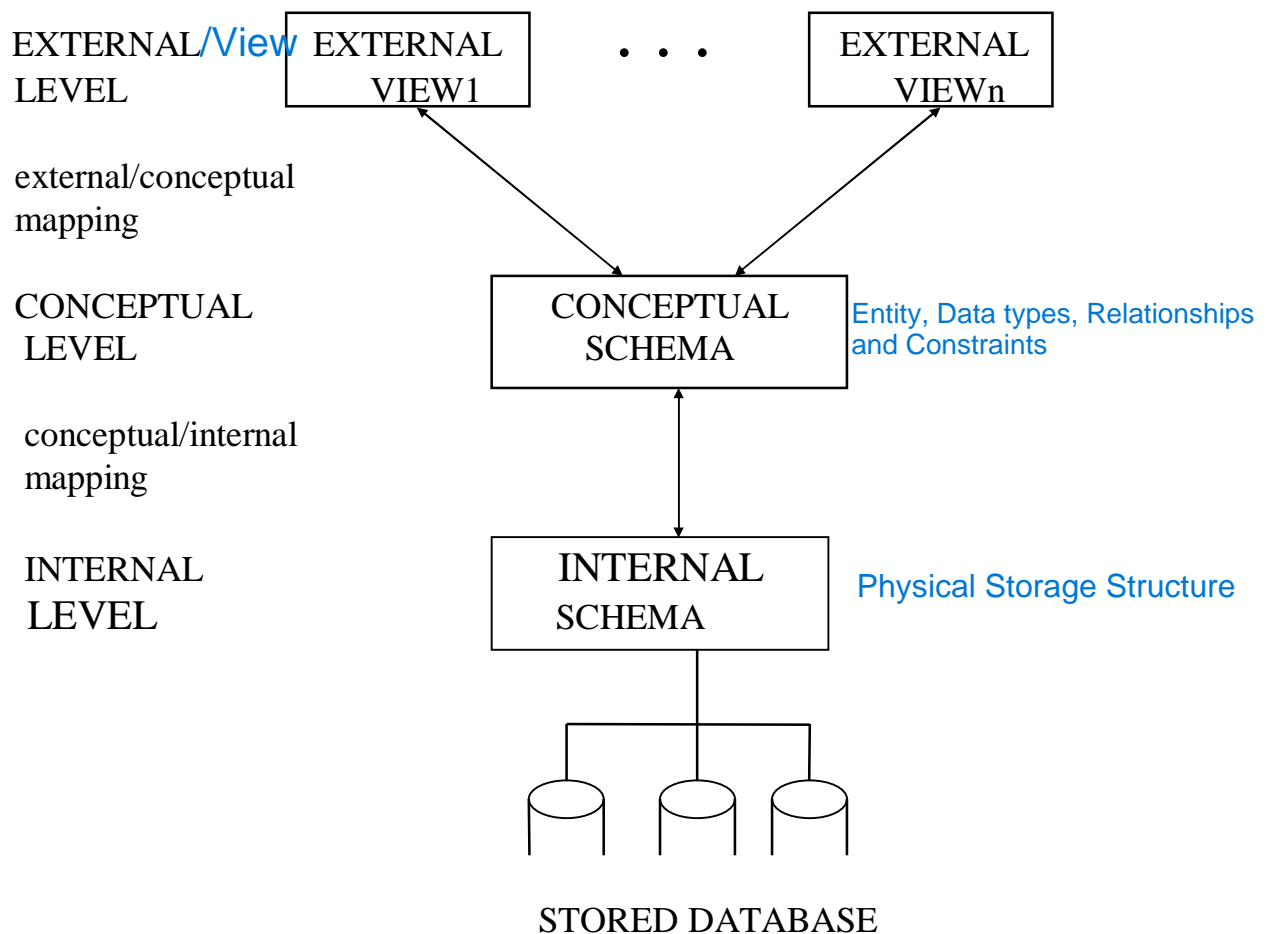 EXTERNAL/View
LEVEL
EXTERNAL
VIEW1
. . .
EXTERNAL
VIEWn
external/conceptual
mapping
CONCEPTUAL
LEVEL
CONCEPTUAL
SCHEMA
Entity, Data types, Relationships
and Constraints
conceptual/internal
mapping
INTERNAL
LEVEL
INTERNAL
SCHEMA
Physical Storage Structure
STORED DATABASE